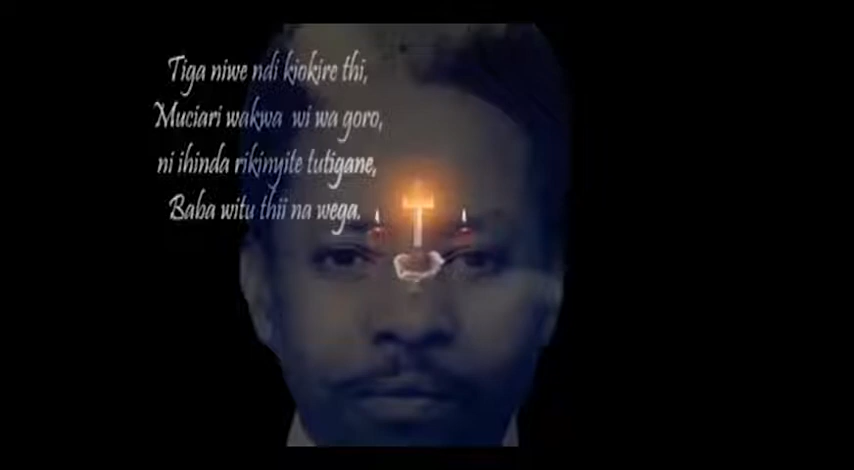 Tiga niwe ndi kiokire thi,
Muciari wakwa wi wa goro,
ni ihinda rikinyite tutigane,
Baba witu thii na wega.